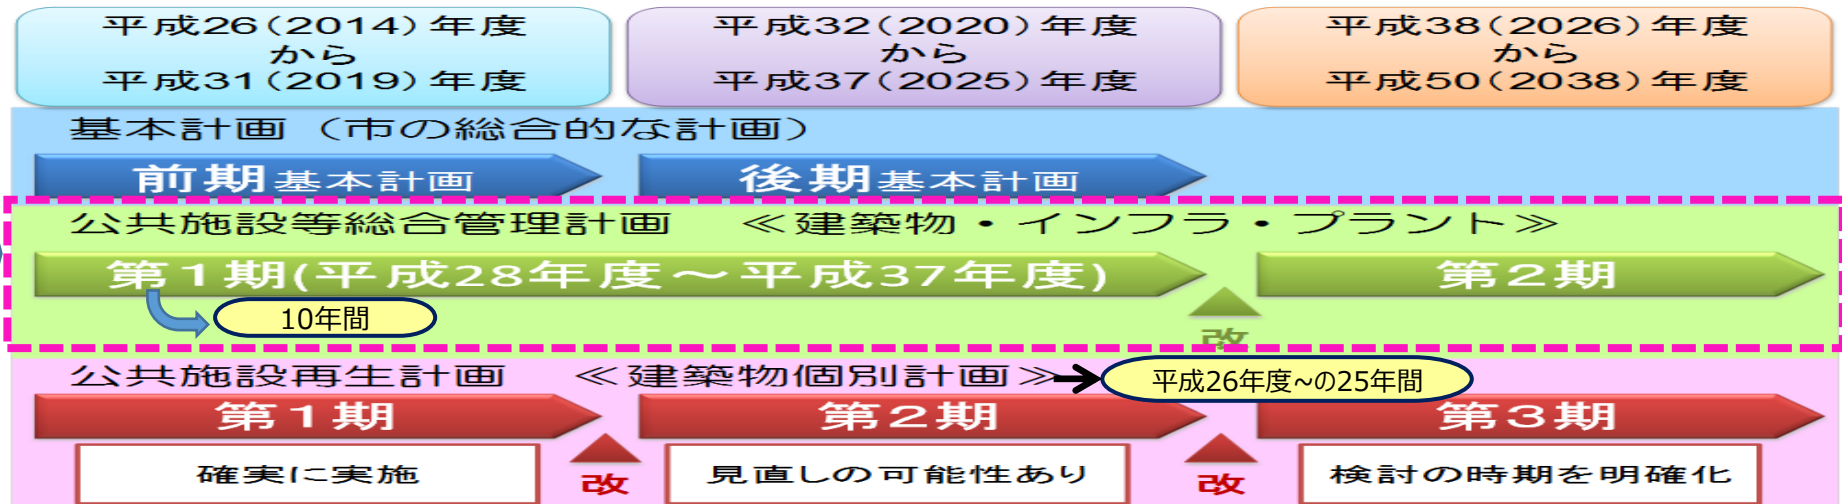 平成26(2014)年度
から
平成31(2019)年度
平成32(2020)年度
から
平成37(2025)年度
平成38(2026)年度
から
平成50(2038)年度
基本計画（市の総合的な計画）
前期基本計画
後期基本計画
公共施設等総合管理計画　≪建築物・インフラ・プラント≫
第1期(平成28年度～平成37年度)
第2期
10年間
改
公共施設再生計画　≪建築物個別計画≫
平成26年度~の25年間
第1期
第2期
第3期
確実に実施
改
見直しの可能性あり
改
検討の時期を明確化